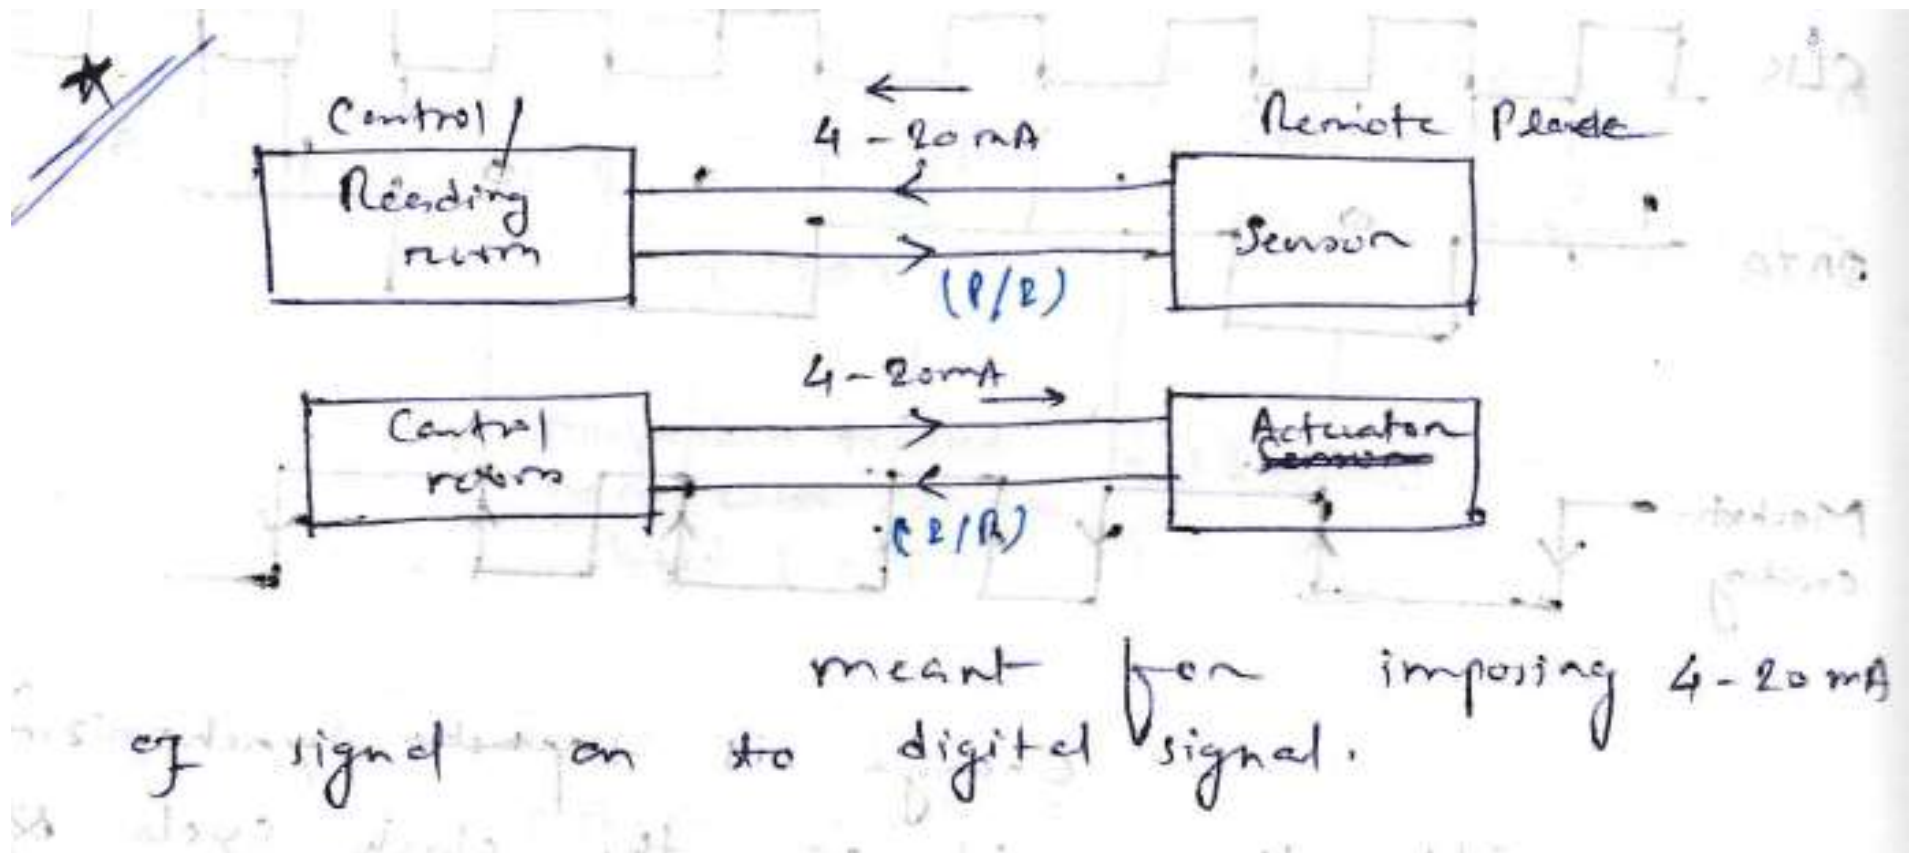 Control /
Reading
room
4 - 20 mA
Remote Place
Sensor
4 - 20mA
Control
room
Actuator
meant for imposing 4 - 20 mA
of signal on to digital signal.